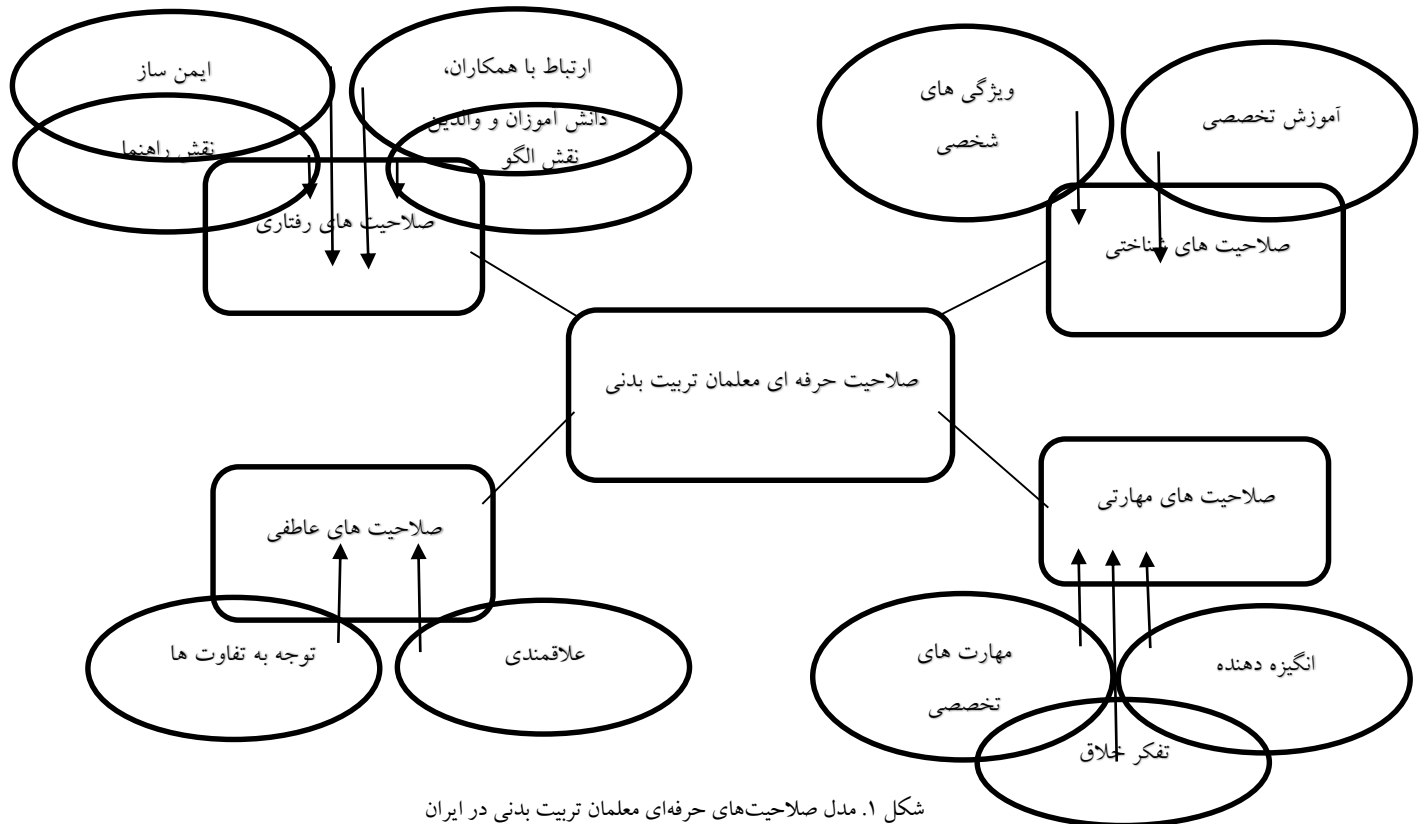 ارتباط با همکاران،
دانش آموزان و والدین
نقش الگو
ایمن ساز
نقش راهنما
صلاحیت های رفتاری
آموزش تخصصی
ویژگی های
شخصی
صلاحیت های شناختی
صلاحیت حرفه ای معلمان تربیت بدنی
صلاحیت های مهارتی
انگیزه دهنده
مهارت های
تخصصی
تفکر خلاق
صلاحیت های عاطفی
علاقمندی
توجه به تفاوت ها
شکل ۱. مدل صلاحیت‌های حرفه‌ای معلمان تربیت بدنی در ایران